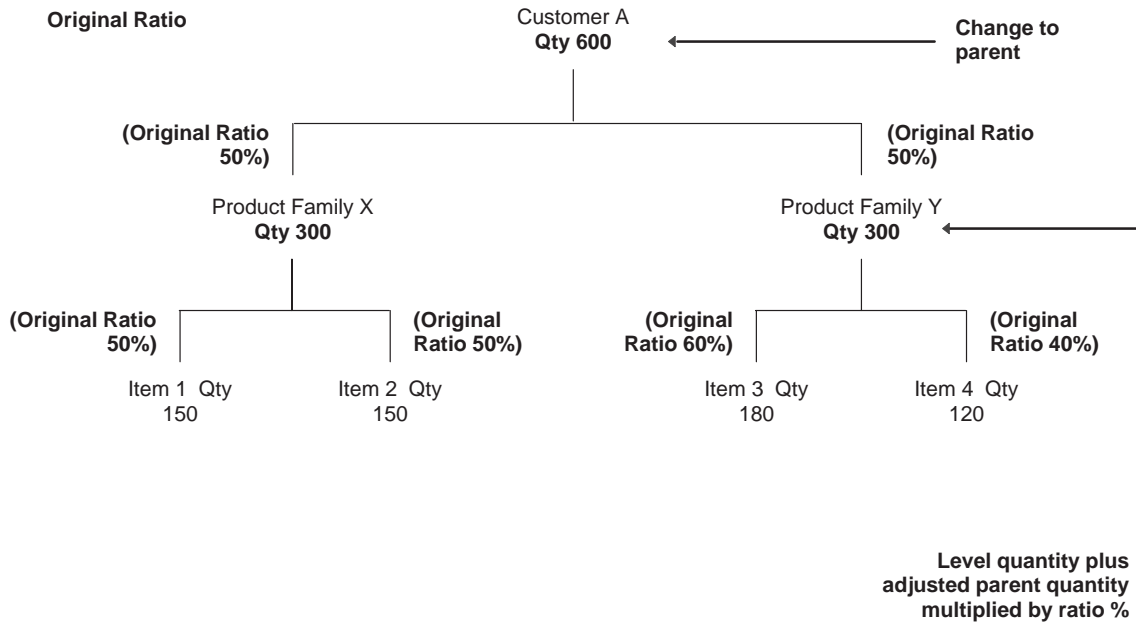 Original Ratio
Customer A
Qty 600
Change to
parent
(Original Ratio
50%)
(Original Ratio
50%)
Product Family X
Qty 300
Product Family Y
Qty 300
(Original Ratio
50%)
(Original
Ratio 50%)
(Original
Ratio 60%)
(Original
Ratio 40%)
Item 1 Qty
150
Item 2 Qty
150
Item 3 Qty
180
Item 4 Qty
120
Level quantity plus
adjusted parent quantity
multiplied by ratio %